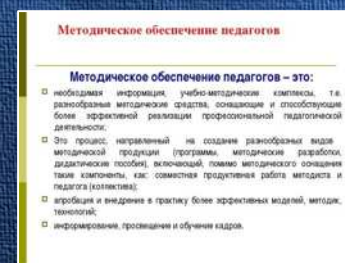 Методическое обеспечение педагогов
Методическое обеспечение педагогов – это:
необходимая информация, учебно-методические комплексы, т.е.
разнообразные методические средства, оснащающие и способствующие
более эффективной реализации профессиональной педагогической
деятельности;
Это процесс, направленный на создание разнообразных видов
методической продукции (программы, методические разработки,
дидактические пособия), включающий, помимо методического оснащения
такие компоненты, как: совместная продуктивная работа методиста и
педагога (коллектива);
апробация и внедрение в практику более эффективных моделей, методик,
технологий;
информирование, просвещение и обучение кадров.